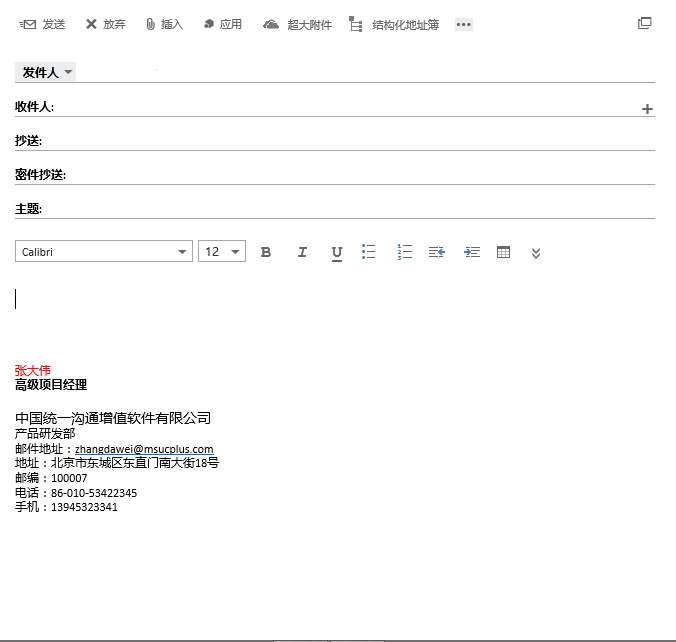 发送 放弃 插入 应用 超大附件 结构化地址簿
发件人
收件人:
抄送:
密件抄送:
主题:
Calibri 12 B I U
张大伟
高级项目经理
中国统一沟通增值软件有限公司
产品研发部
邮件地址：zhangdawei@msucplus.com
地址：北京市东城区东直门南大街18号
邮编：100007
电话：86-010-53422345
手机：13945323341